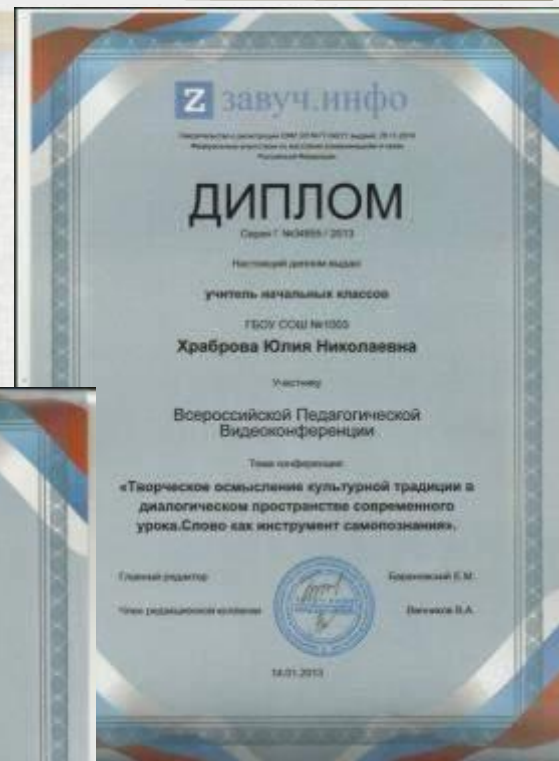 Z завуч.инфо
Российской Федерации
ДИПЛОМ
Настоящий диплом выдан
учитель начальных классов
ГБОУ СОШ №1003
Храброва Юлия Николаевна
Участнику
Всероссийской Педагогической
Видеоконференции
Тема конференции:
«Творческое осмысление культурной традиции в
диалогическом пространстве современного
урока.Слово как инструмент самопознания».
Главный редактор
Член редакционной коллегии
14.01.2013